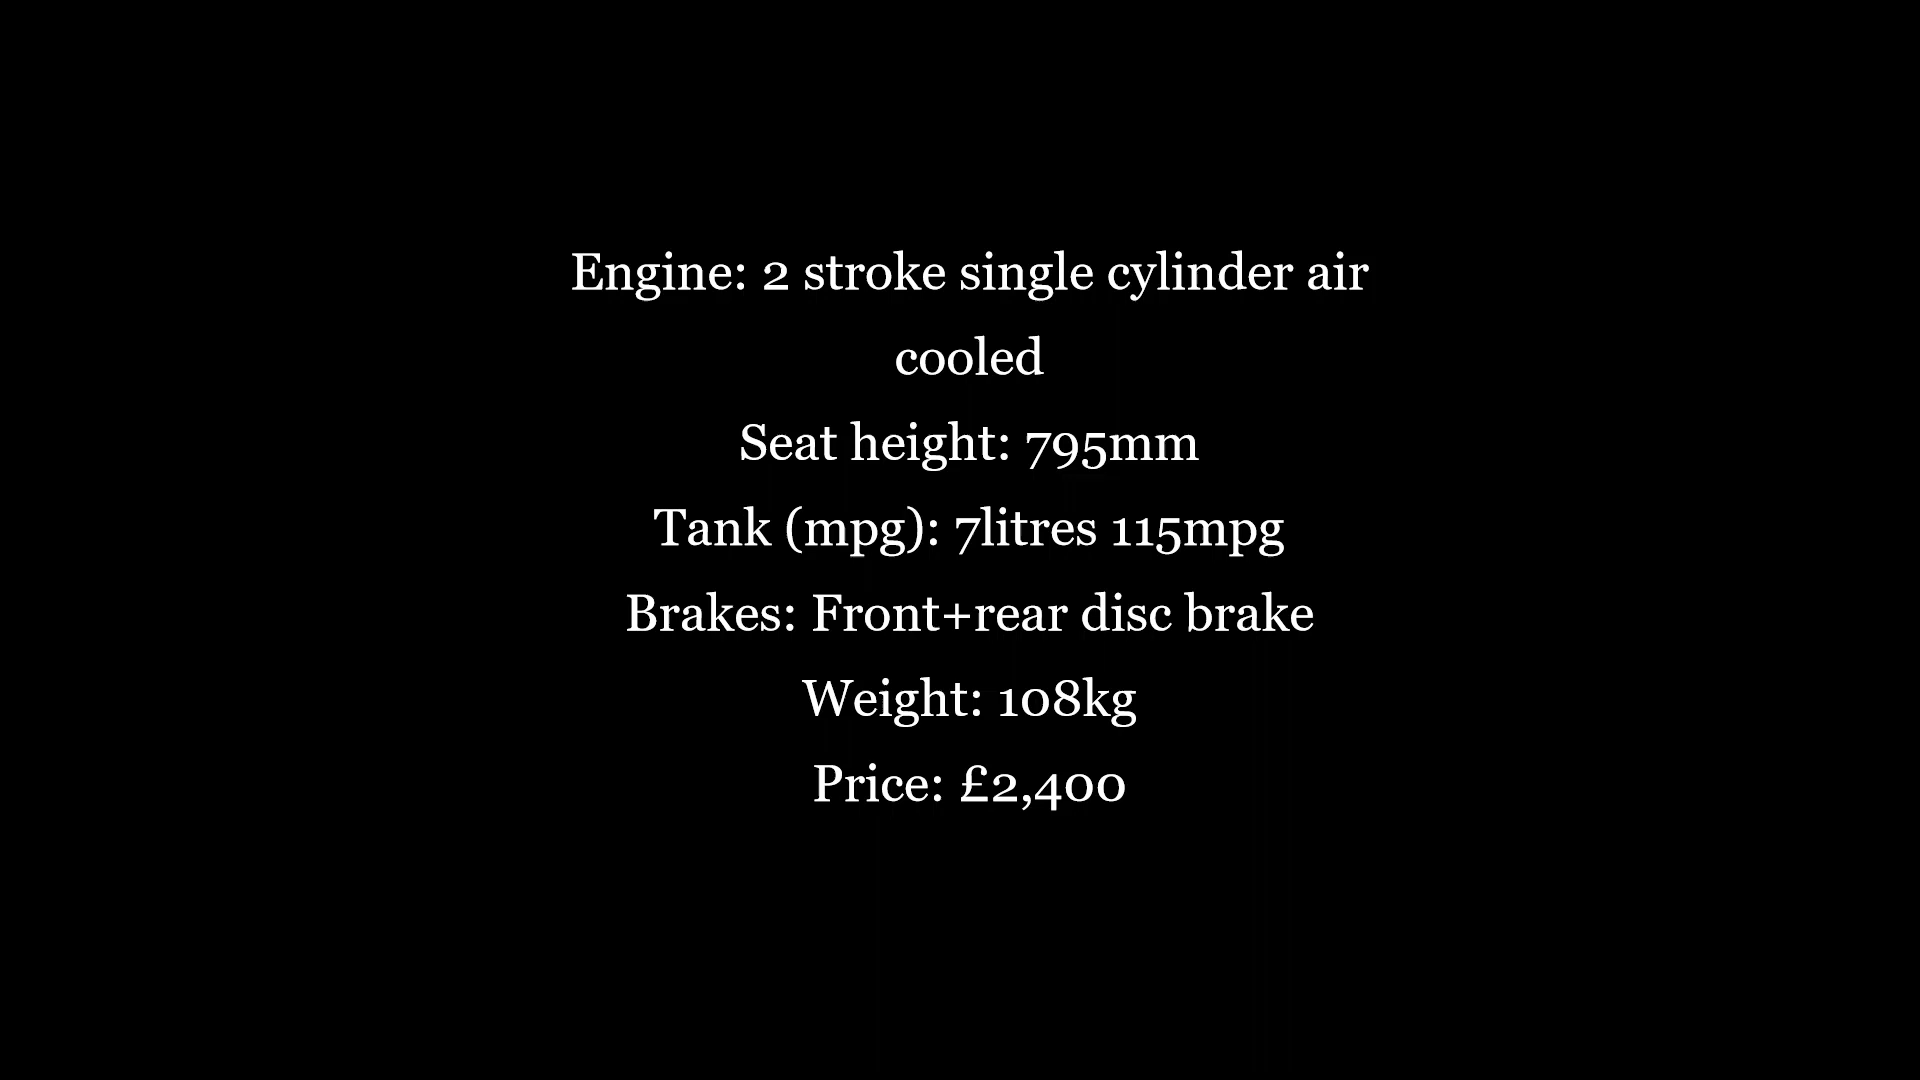 Engine: 2 stroke single cylinder air
cooled
Seat height: 795mm
Tank (mpg): 7litres 115mpg
Brakes: Front+rear disc brake
Weight: 108kg
Price: £2,400